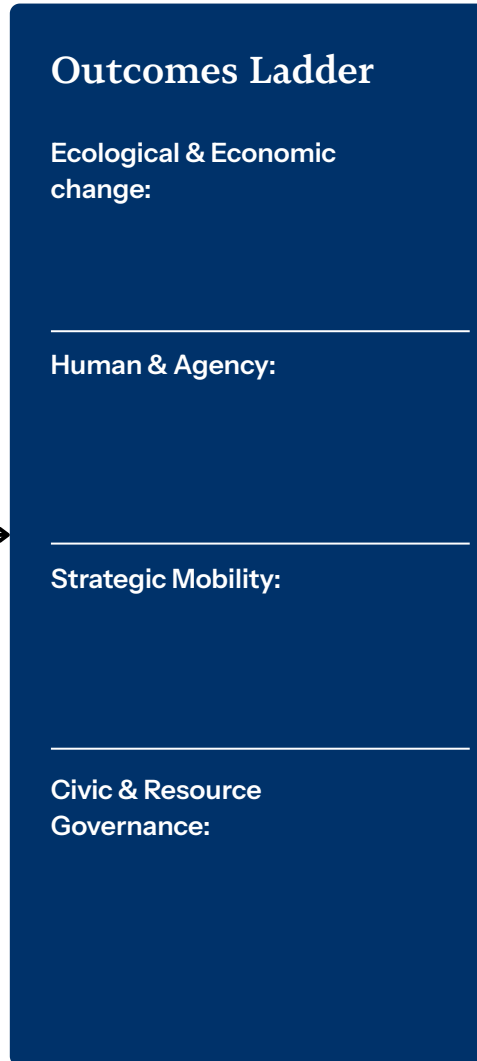 Outcomes Ladder
Ecological & Economic
change:
Human & Agency:
Strategic Mobility:
Civic & Resource
Governance: